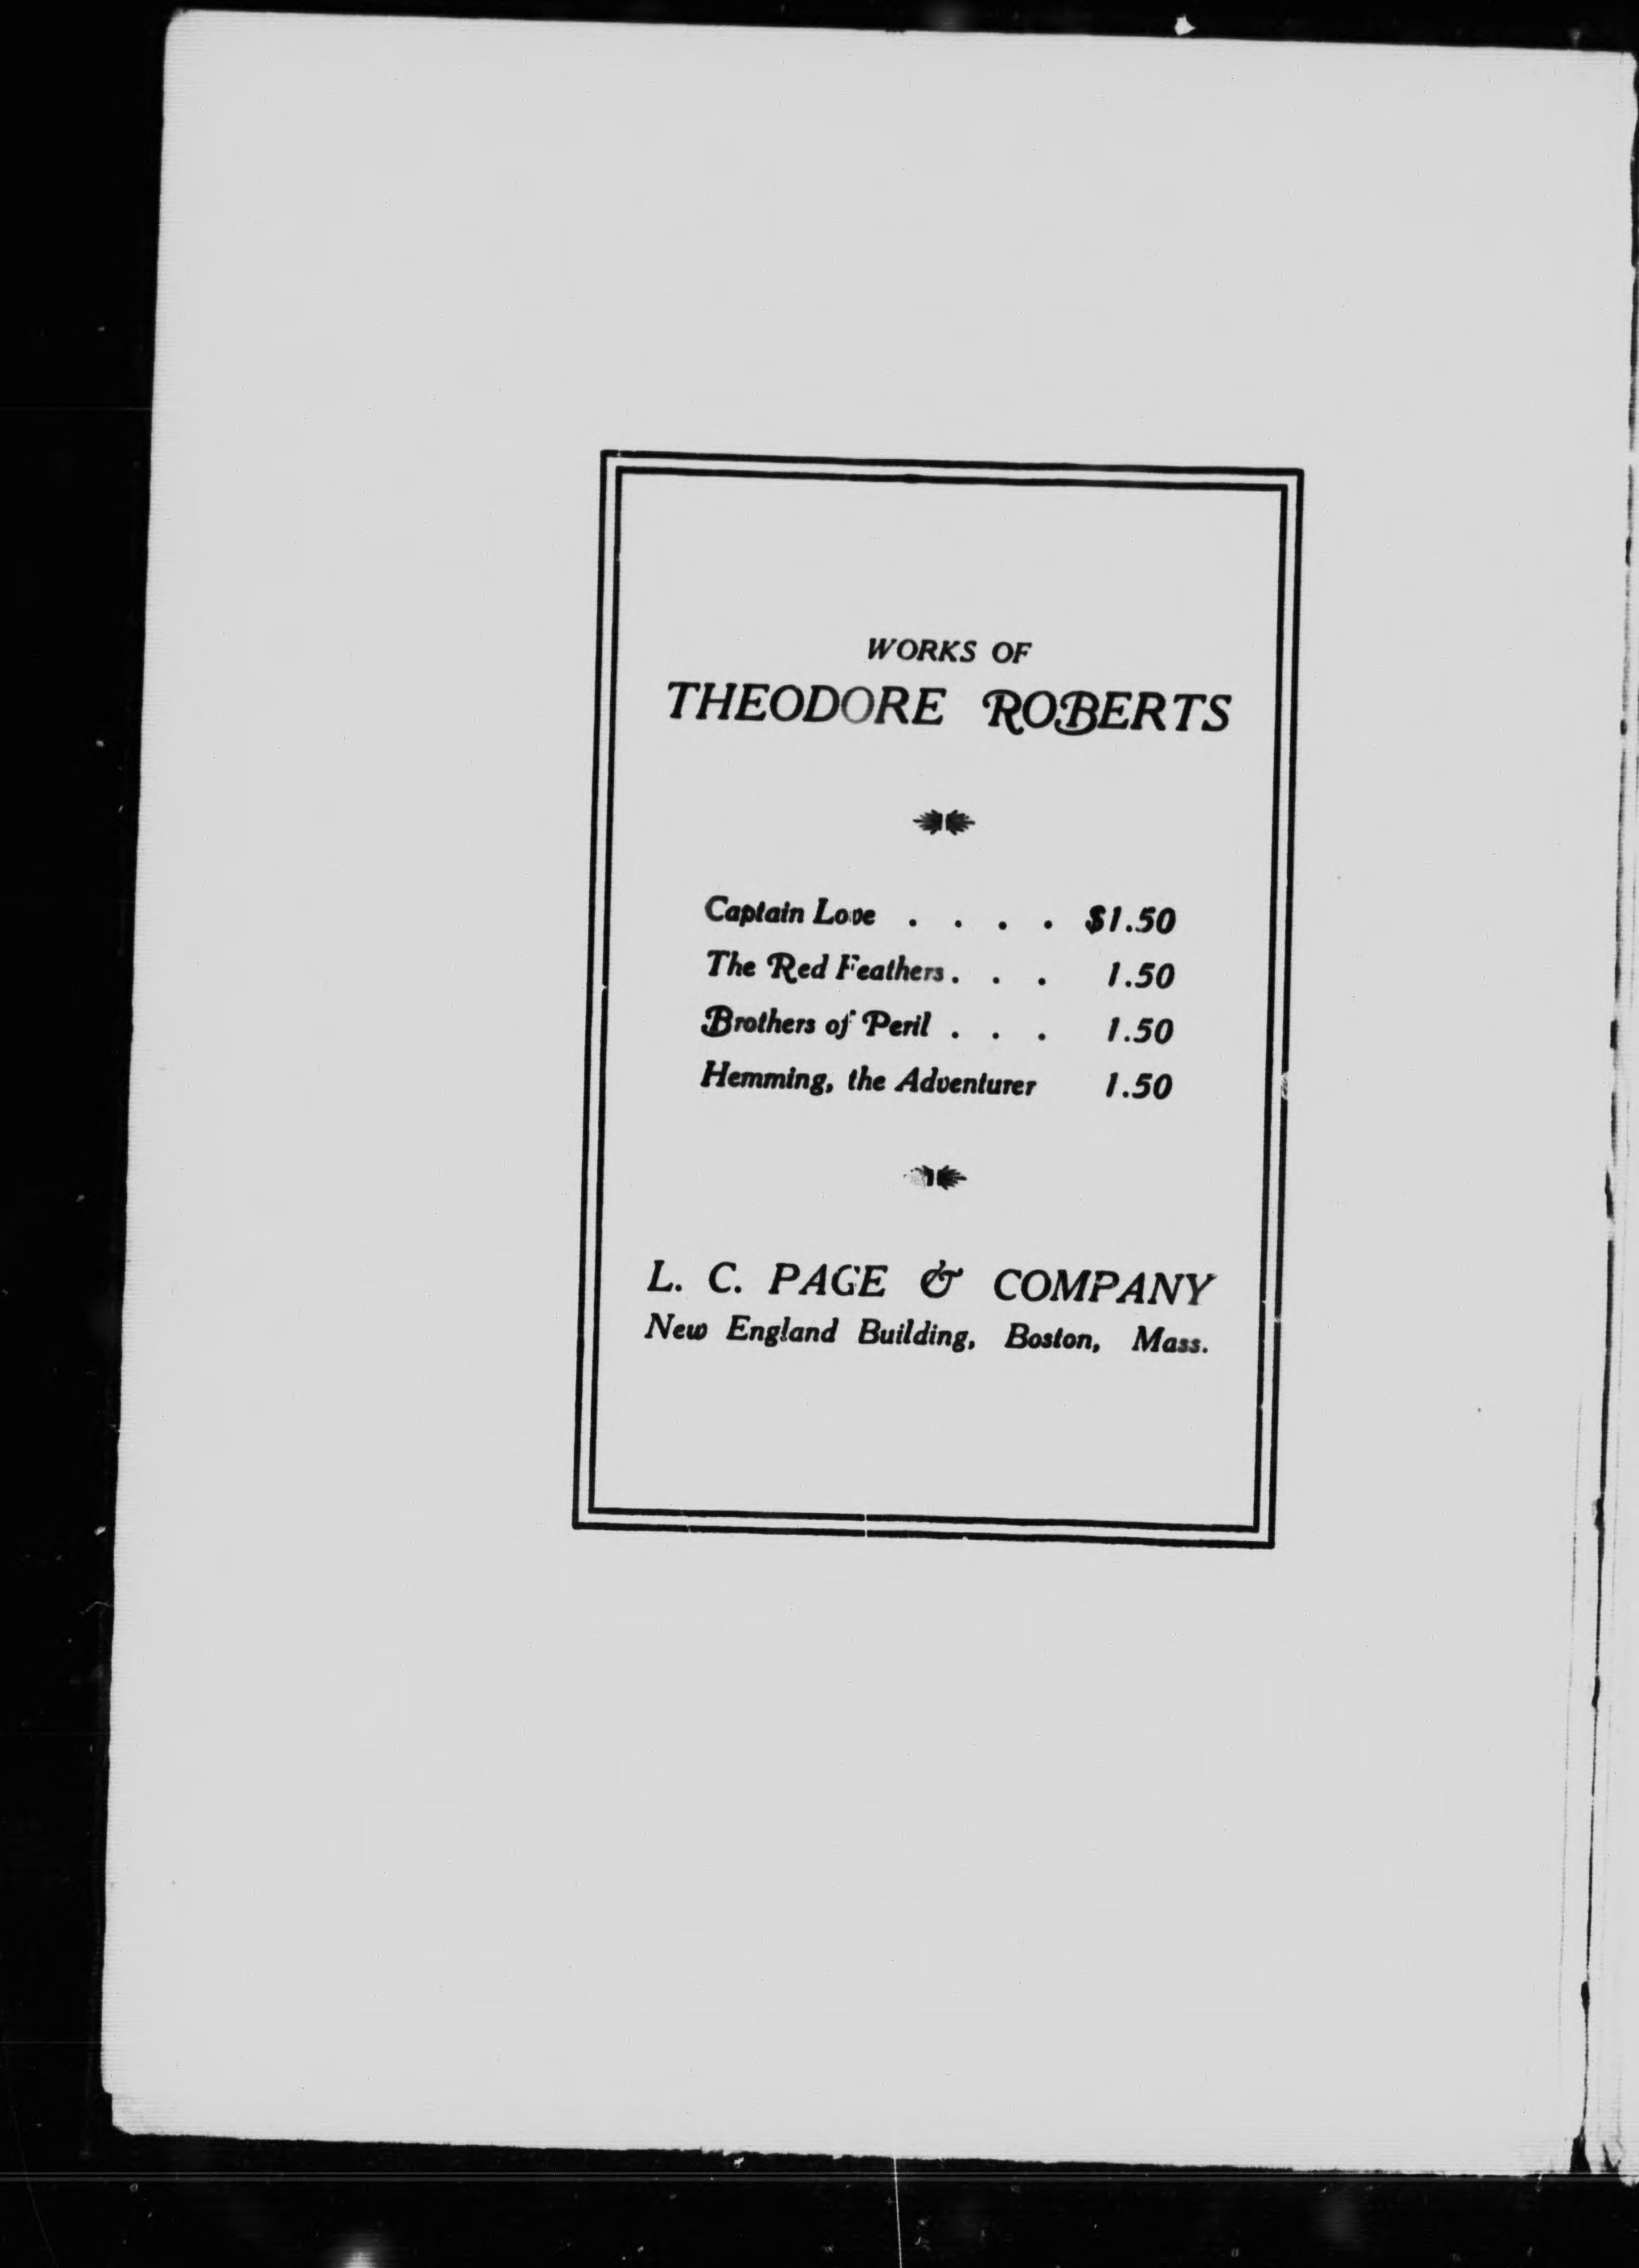 WORKS OF
THEODORE ROBERTS
Captain Love . . . . $1.50
The Red Feathers . . . 1.50
Brothers of Peril . . . 1.50
Hemming, the Adventurer 1.50
L. C. PAGE & COMPANY
New England Building, Boston, Mass.